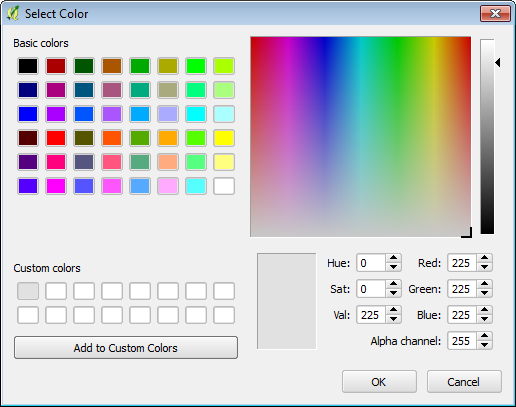 Select Color
Basic colors
Custom colors
Add to Custom Colors
Hue: 0 Red: 225
Sat: 0 Green: 225
Val: 225 Blue: 225
Alpha channel: 255
OK Cancel